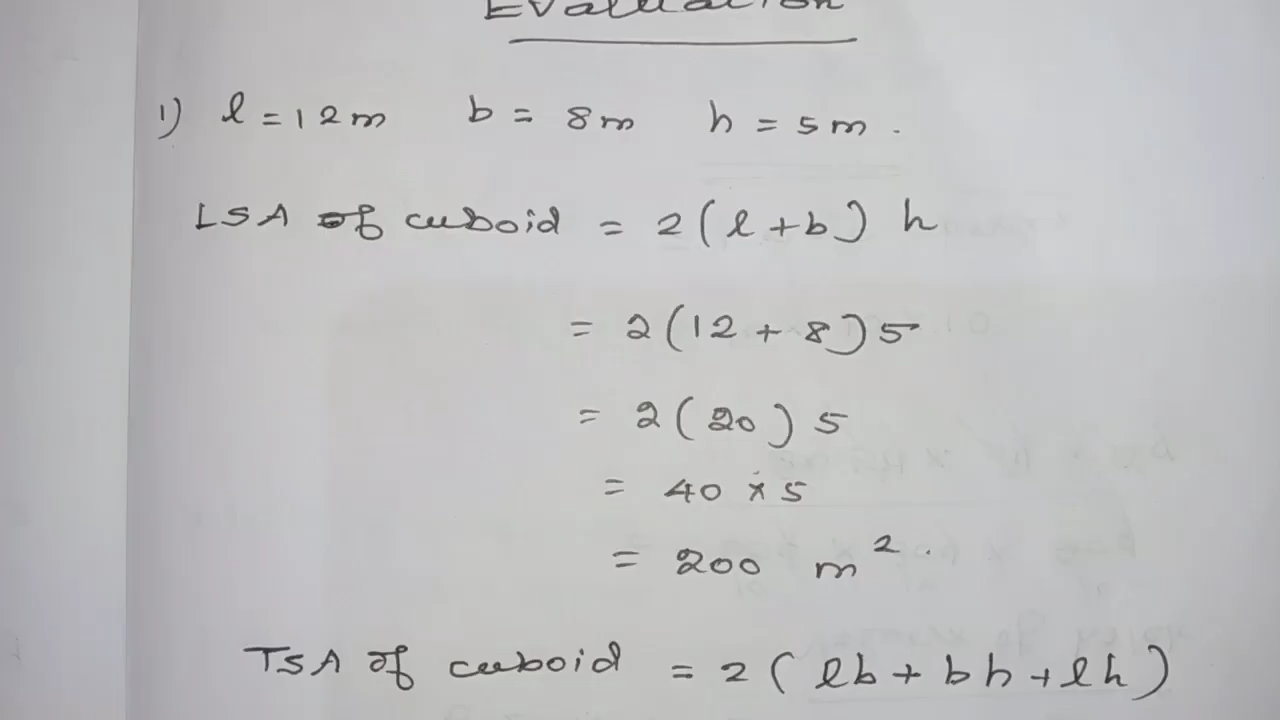 Evaluation
1) l = 12m b = 8m h = 5m.
LSA of cuboid = 2(l+b) h
= 2(12 + 8)5
= 2(20) 5
= 40 × 5
= 200 m².
TSA of cuboid = 2(lb + bh + lh)